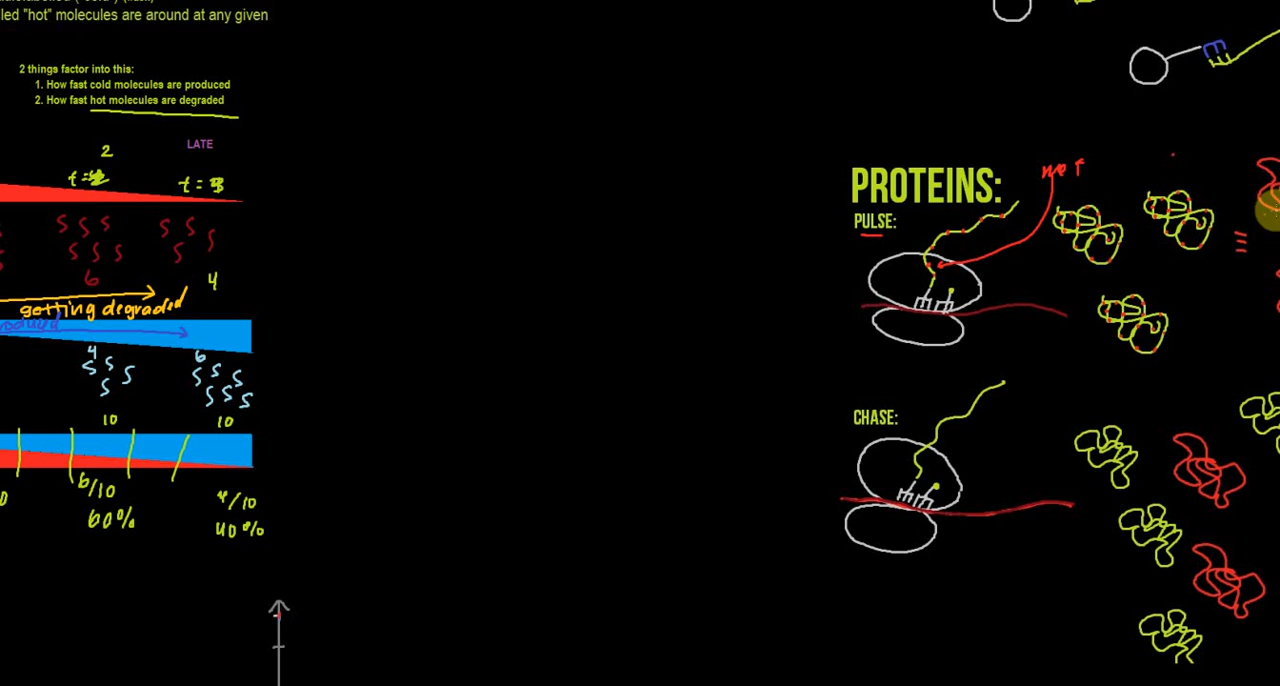 led "hot" molecules are around at any given
2 things factor into this:
1. How fast cold molecules are produced
2. How fast hot molecules are degraded
2
LATE
t =
t = 3
S S S S S S
S S S S S
6
4
getting degraded
oduced
4
6
S S S S S S
S S S S
10
10
6/10
4/10
60%
40%
PROTEINS:
PULSE:
hot
CHASE: